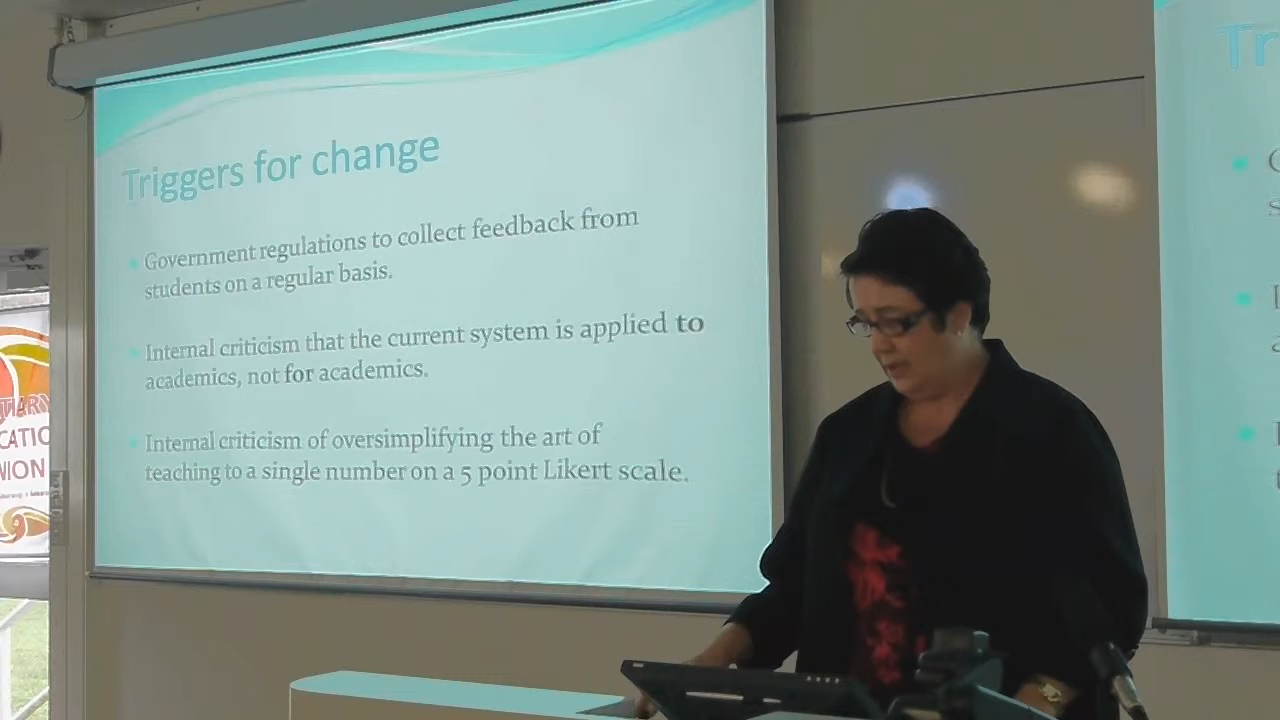 Triggers for change
Government regulations to collect feedback from
students on a regular basis.
Internal criticism that the current system is applied to
academics, not for academics.
Internal criticism of oversimplifying the art of
teaching to a single number on a 5 point Likert scale.
Tr